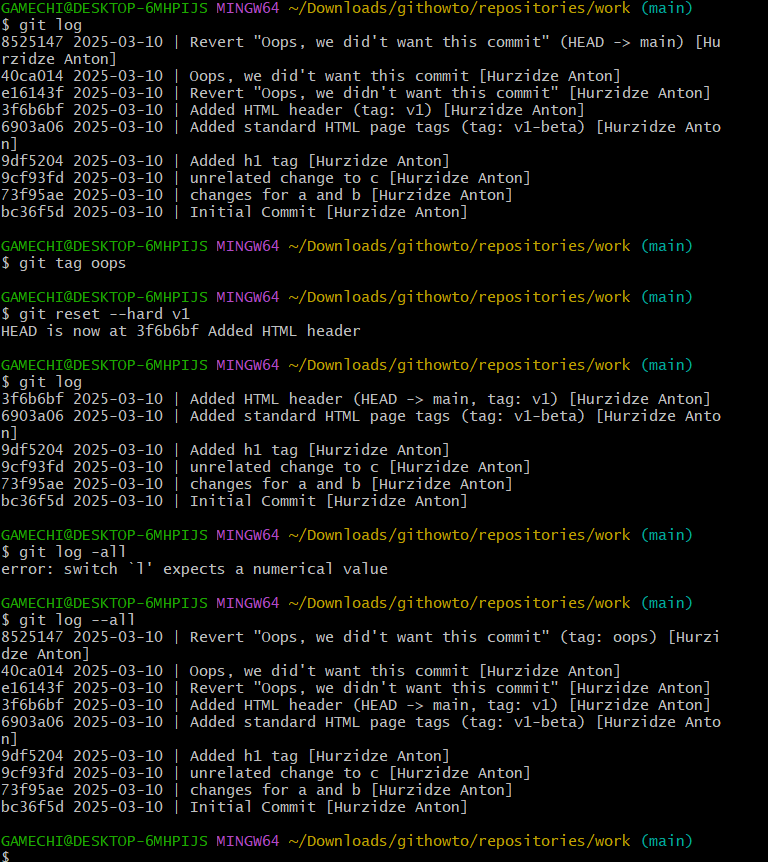 GAMECHI@DESKTOP-6MHPIJS MINGW64 ~/Downloads/githowto/repositories/work (main)
$ git log
8525147 2025-03-10 | Revert "Oops, we did't want this commit" (HEAD -> main) [Hu
rzidze Anton]
40ca014 2025-03-10 | Oops, we did't want this commit [Hurzidze Anton]
e16143f 2025-03-10 | Revert "Oops, we didn't want this commit" [Hurzidze Anton]
3f6b6bf 2025-03-10 | Added HTML header (tag: v1) [Hurzidze Anton]
6903a06 2025-03-10 | Added standard HTML page tags (tag: v1-beta) [Hurzidze Anto
n]
9df5204 2025-03-10 | Added h1 tag [Hurzidze Anton]
9cf93fd 2025-03-10 | unrelated change to c [Hurzidze Anton]
73f95ae 2025-03-10 | changes for a and b [Hurzidze Anton]
bc36f5d 2025-03-10 | Initial Commit [Hurzidze Anton]
GAMECHI@DESKTOP-6MHPIJS MINGW64 ~/Downloads/githowto/repositories/work (main)
$ git tag oops
GAMECHI@DESKTOP-6MHPIJS MINGW64 ~/Downloads/githowto/repositories/work (main)
$ git reset --hard v1
HEAD is now at 3f6b6bf Added HTML header
GAMECHI@DESKTOP-6MHPIJS MINGW64 ~/Downloads/githowto/repositories/work (main)
$ git log
3f6b6bf 2025-03-10 | Added HTML header (HEAD -> main, tag: v1) [Hurzidze Anton]
6903a06 2025-03-10 | Added standard HTML page tags (tag: v1-beta) [Hurzidze Anto
n]
9df5204 2025-03-10 | Added h1 tag [Hurzidze Anton]
9cf93fd 2025-03-10 | unrelated change to c [Hurzidze Anton]
73f95ae 2025-03-10 | changes for a and b [Hurzidze Anton]
bc36f5d 2025-03-10 | Initial Commit [Hurzidze Anton]
GAMECHI@DESKTOP-6MHPIJS MINGW64 ~/Downloads/githowto/repositories/work (main)
$ git log -all
error: switch `l' expects a numerical value
GAMECHI@DESKTOP-6MHPIJS MINGW64 ~/Downloads/githowto/repositories/work (main)
$ git log --all
8525147 2025-03-10 | Revert "Oops, we did't want this commit" (tag: oops) [Hurzi
dze Anton]
40ca014 2025-03-10 | Oops, we did't want this commit [Hurzidze Anton]
e16143f 2025-03-10 | Revert "Oops, we didn't want this commit" [Hurzidze Anton]
3f6b6bf 2025-03-10 | Added HTML header (HEAD -> main, tag: v1) [Hurzidze Anton]
6903a06 2025-03-10 | Added standard HTML page tags (tag: v1-beta) [Hurzidze Anto
n]
9df5204 2025-03-10 | Added h1 tag [Hurzidze Anton]
9cf93fd 2025-03-10 | unrelated change to c [Hurzidze Anton]
73f95ae 2025-03-10 | changes for a and b [Hurzidze Anton]
bc36f5d 2025-03-10 | Initial Commit [Hurzidze Anton]
GAMECHI@DESKTOP-6MHPIJS MINGW64 ~/Downloads/githowto/repositories/work (main)
$